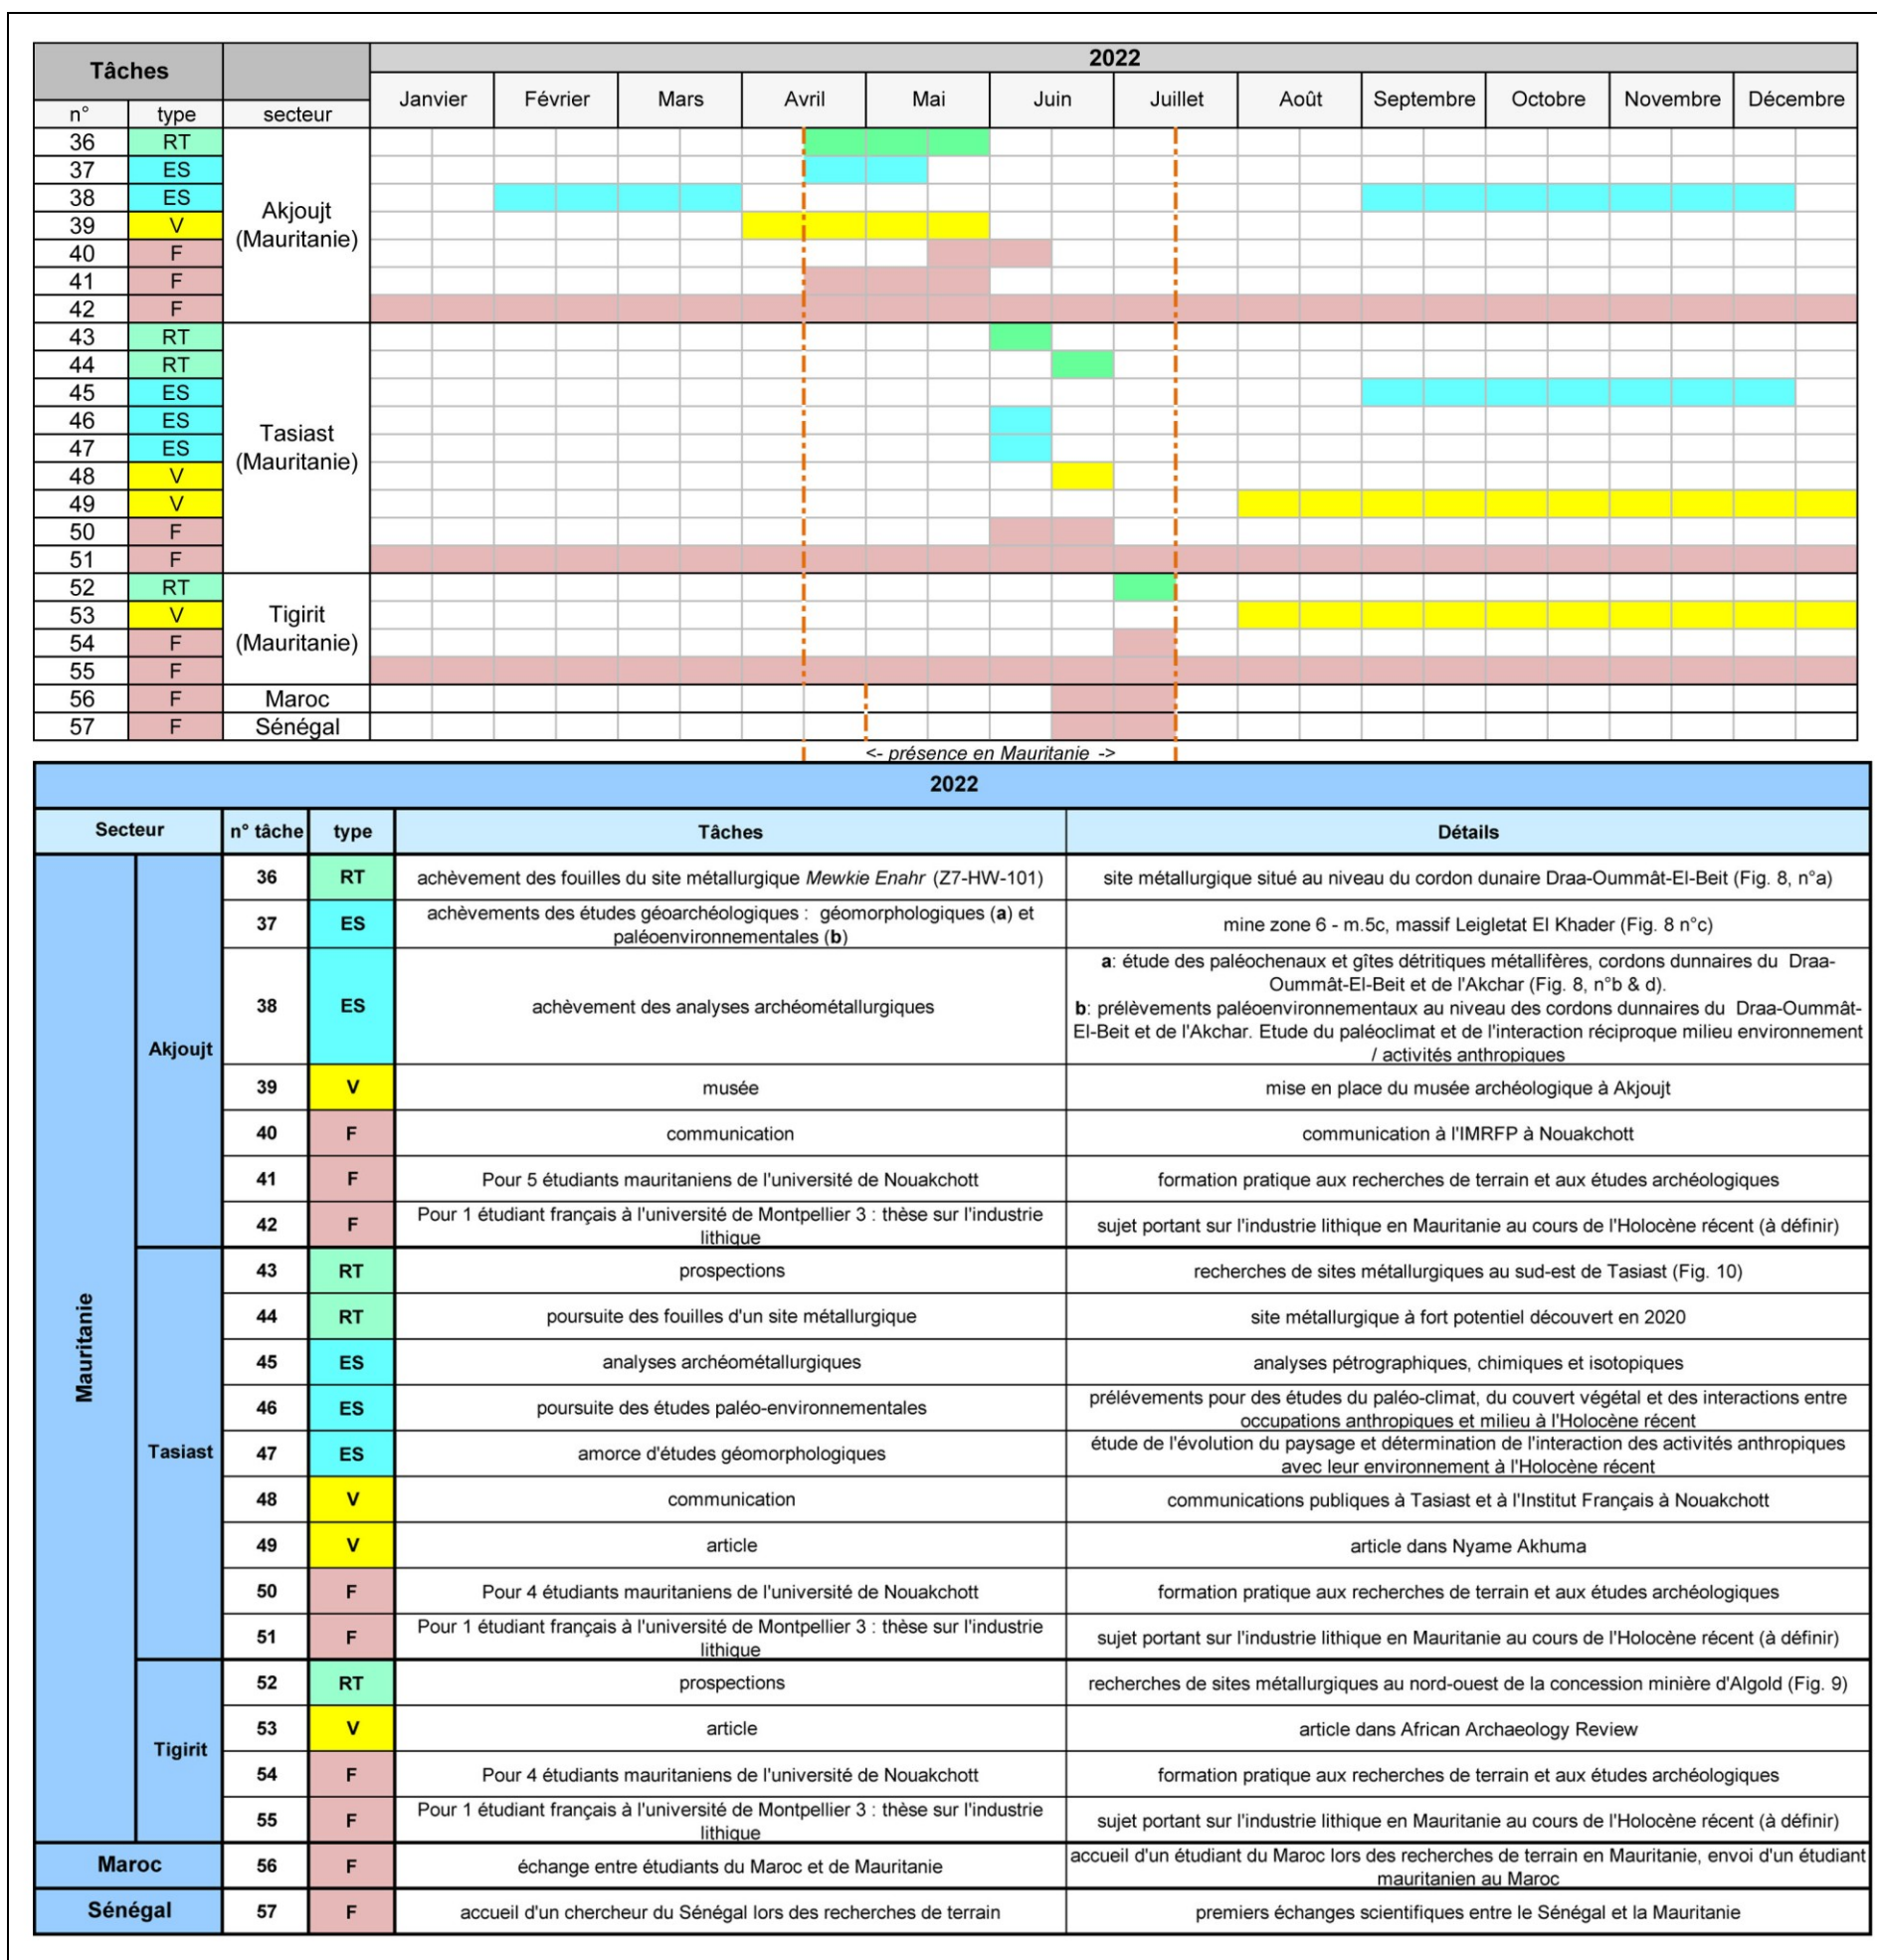 Tâches 2022
Janvier Février Mars Avril Mai Juin Juillet Août Septembre Octobre Novembre Décembre
n° type secteur
36 RT
37 ES
38 ES
Akjoujt
39 V
(Mauritanie)
40 F
41 F
42 F
43 RT
44 RT
45 ES
46 ES
Tasiast
47 ES
(Mauritanie)
48 V
49 V
50 F
51 F
52 RT
53 V Tigirit
54 F (Mauritanie)
55 F
56 F Maroc
57 F Sénégal
<- présence en Mauritanie ->
2022
Secteur n° tâche type Tâches Détails
Mauritanie
Akjoujt
36 RT achèvement des fouilles du site métallurgique Mewkie Enahr (Z7-HW-101) site métallurgique situé au niveau du cordon dunaire Draa-Oummât-El-Beit (Fig. 8, n°a)
37 ES achèvements des études géoarchéologiques : géomorphologiques (a) et
paléoenvironnementales (b)
mine zone 6 - m.5c, massif Leigletat El Khader (Fig. 8 n°c)
38 ES achèvement des analyses archéométallurgiques
a: étude des paléochenaux et gîtes détritiques métallifères, cordons dunnaires du Draa-
Oummât-El-Beit et de l'Akchar (Fig. 8, n°b & d).
b: prélèvements paléoenvironnementaux au niveau des cordons dunnaires du Draa-Oummât-
El-Beit et de l'Akchar. Etude du paléoclimat et de l'interaction réciproque milieu environnement
/ activités anthropiques
39 V musée mise en place du musée archéologique à Akjoujt
40 F communication communication à l'IMRFP à Nouakchott
41 F Pour 5 étudiants mauritaniens de l'université de Nouakchott formation pratique aux recherches de terrain et aux études archéologiques
42 F Pour 1 étudiant français à l'université de Montpellier 3 : thèse sur l'industrie
lithique
sujet portant sur l'industrie lithique en Mauritanie au cours de l'Holocène récent (à définir)
Tasiast
43 RT prospections recherches de sites métallurgiques au sud-est de Tasiast (Fig. 10)
44 RT poursuite des fouilles d'un site métallurgique site métallurgique à fort potentiel découvert en 2020
45 ES analyses archéométallurgiques analyses pétrographiques, chimiques et isotopiques
46 ES poursuite des études paléo-environnementales
prélévements pour des études du paléo-climat, du couvert végétal et des interactions entre
occupations anthropiques et milieu à l'Holocène récent
47 ES amorce d'études géomorphologiques
étude de l'évolution du paysage et détermination de l'interaction des activités anthropiques
avec leur environnement à l'Holocène récent
48 V communication communications publiques à Tasiast et à l'Institut Français à Nouakchott
49 V article article dans Nyame Akhuma
50 F Pour 4 étudiants mauritaniens de l'université de Nouakchott formation pratique aux recherches de terrain et aux études archéologiques
51 F Pour 1 étudiant français à l'université de Montpellier 3 : thèse sur l'industrie
lithique
sujet portant sur l'industrie lithique en Mauritanie au cours de l'Holocène récent (à définir)
Tigirit
52 RT prospections recherches de sites métallurgiques au nord-ouest de la concession minière d'Algold (Fig. 9)
53 V article article dans African Archaeology Review
54 F Pour 4 étudiants mauritaniens de l'université de Nouakchott formation pratique aux recherches de terrain et aux études archéologiques
55 F Pour 1 étudiant français à l'université de Montpellier 3 : thèse sur l'industrie
lithique
sujet portant sur l'industrie lithique en Mauritanie au cours de l'Holocène récent (à définir)
Maroc 56 F échange entre étudiants du Maroc et de Mauritanie
accueil d'un étudiant du Maroc lors des recherches de terrain en Mauritanie, envoi d'un étudiant
mauritanien au Maroc
Sénégal 57 F accueil d'un chercheur du Sénégal lors des recherches de terrain premiers échanges scientifiques entre le Sénégal et la Mauritanie